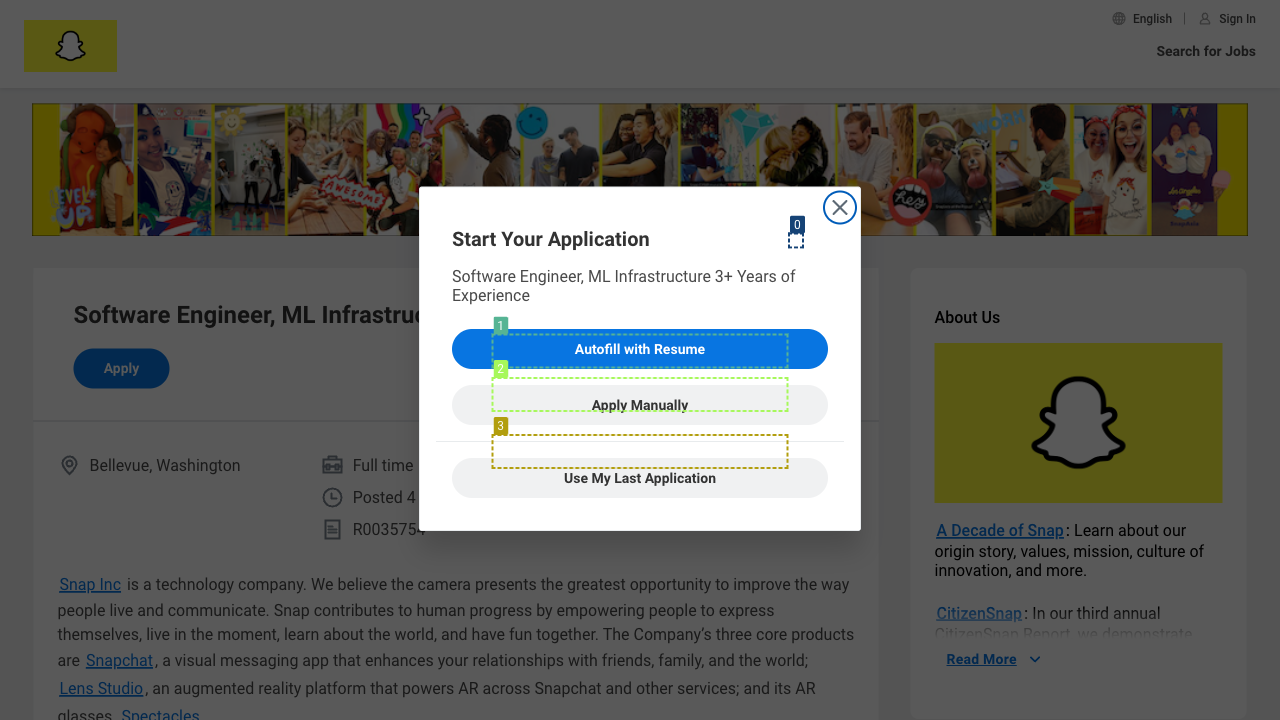 English
Sign In
Search for Jobs
LEVEL UP
AWESOME
WORK
hey
0
Start Your Application
Software Engineer, ML Infrastructure 3+ Years of
Experience
1
Autofill with Resume
2
Apply Manually
3
Use My Last Application
Software Engineer, ML Infrastruc
Apply
Bellevue, Washington
Full time
Posted 4
R0035754
Snap Inc is a technology company. We believe the camera presents the greatest opportunity to improve the way
people live and communicate. Snap contributes to human progress by empowering people to express
themselves, live in the moment, learn about the world, and have fun together. The Company's three core products
are Snapchat, a visual messaging app that enhances your relationships with friends, family, and the world;
Lens Studio, an augmented reality platform that powers AR across Snapchat and other services; and its AR
glasses, Spectacles
About Us
A Decade of Snap: Learn about our
origin story, values, mission, culture of
innovation, and more.
CitizenSnap: In our third annual
CitizenSnap Report, we demonstrate
Read More